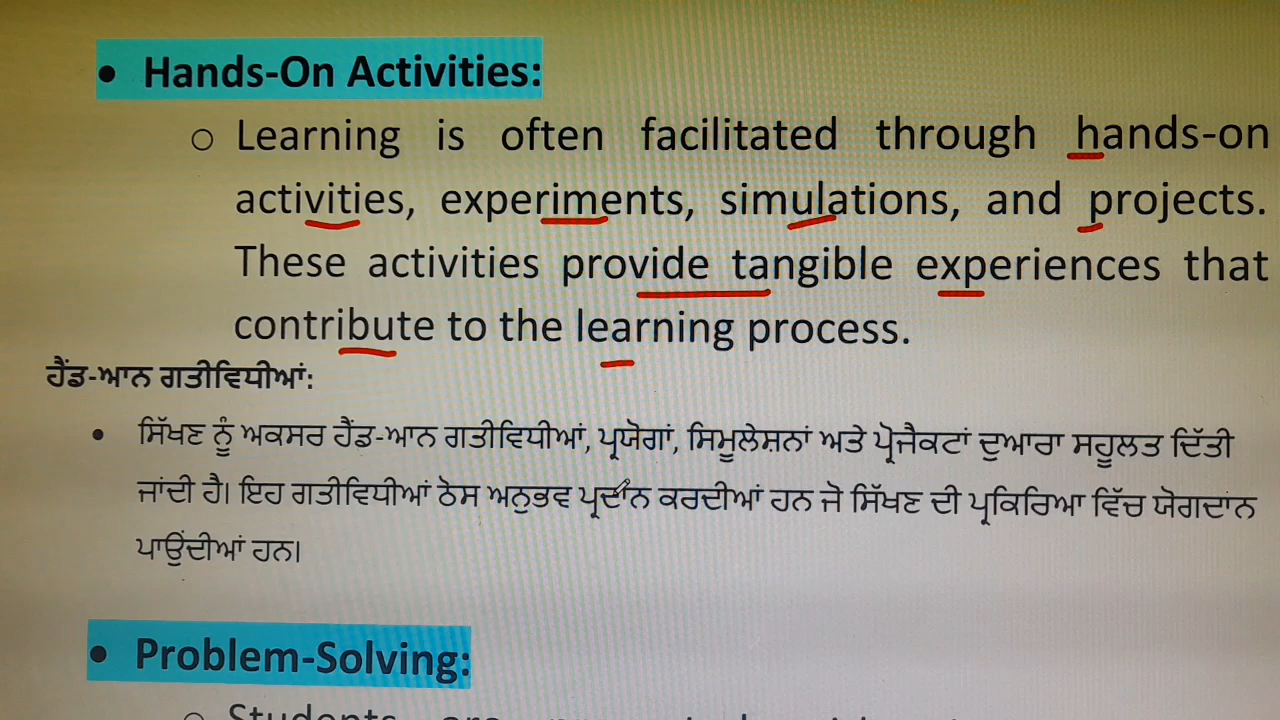 • Hands-On Activities:
○ Learning is often facilitated through hands-on
activities, experiments, simulations, and projects.
These activities provide tangible experiences that
contribute to the learning process.
ਹੈਂਡ-ਆਨ ਗਤੀਵਿਧੀਆਂ:
• ਸਿੱਖਣ ਨੂੰ ਅਕਸਰ ਹੈਂਡ-ਆਨ ਗਤੀਵਿਧੀਆਂ, ਪ੍ਰਯੋਗਾਂ, ਸਿਮੂਲੇਸ਼ਨਾਂ ਅਤੇ ਪ੍ਰੋਜੈਕਟਾਂ ਦੁਆਰਾ ਸਹੂਲਤ ਦਿੱਤੀ
ਜਾਂਦੀ ਹੈ। ਇਹ ਗਤੀਵਿਧੀਆਂ ਠੋਸ ਅਨੁਭਵ ਪ੍ਰਦਾਨ ਕਰਦੀਆਂ ਹਨ ਜੋ ਸਿੱਖਣ ਦੀ ਪ੍ਰਕਿਰਿਆ ਵਿੱਚ ਯੋਗਦਾਨ
ਪਾਉਂਦੀਆਂ ਹਨ।
• Problem-Solving:
○ Students are